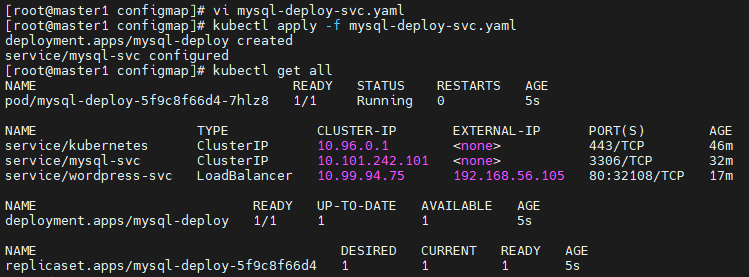 [root@master1 configmap]# vi mysql-deploy-svc.yaml
[root@master1 configmap]# kubectl apply -f mysql-deploy-svc.yaml
deployment.apps/mysql-deploy created
service/mysql-svc configured
[root@master1 configmap]# kubectl get all
NAME                                READY   STATUS    RESTARTS   AGE
pod/mysql-deploy-5f9c8f66d4-7hlz8   1/1     Running   0          5s

NAME                    TYPE           CLUSTER-IP       EXTERNAL-IP      PORT(S)        AGE
service/kubernetes      ClusterIP      10.96.0.1        <none>           443/TCP        46m
service/mysql-svc       ClusterIP      10.101.242.101   <none>           3306/TCP       32m
service/wordpress-svc   LoadBalancer   10.99.94.75      192.168.56.105   80:32108/TCP   17m

NAME                           READY   UP-TO-DATE   AVAILABLE   AGE
deployment.apps/mysql-deploy   1/1     1            1           5s

NAME                                      DESIRED   CURRENT   READY   AGE
replicaset.apps/mysql-deploy-5f9c8f66d4   1         1         1       5s